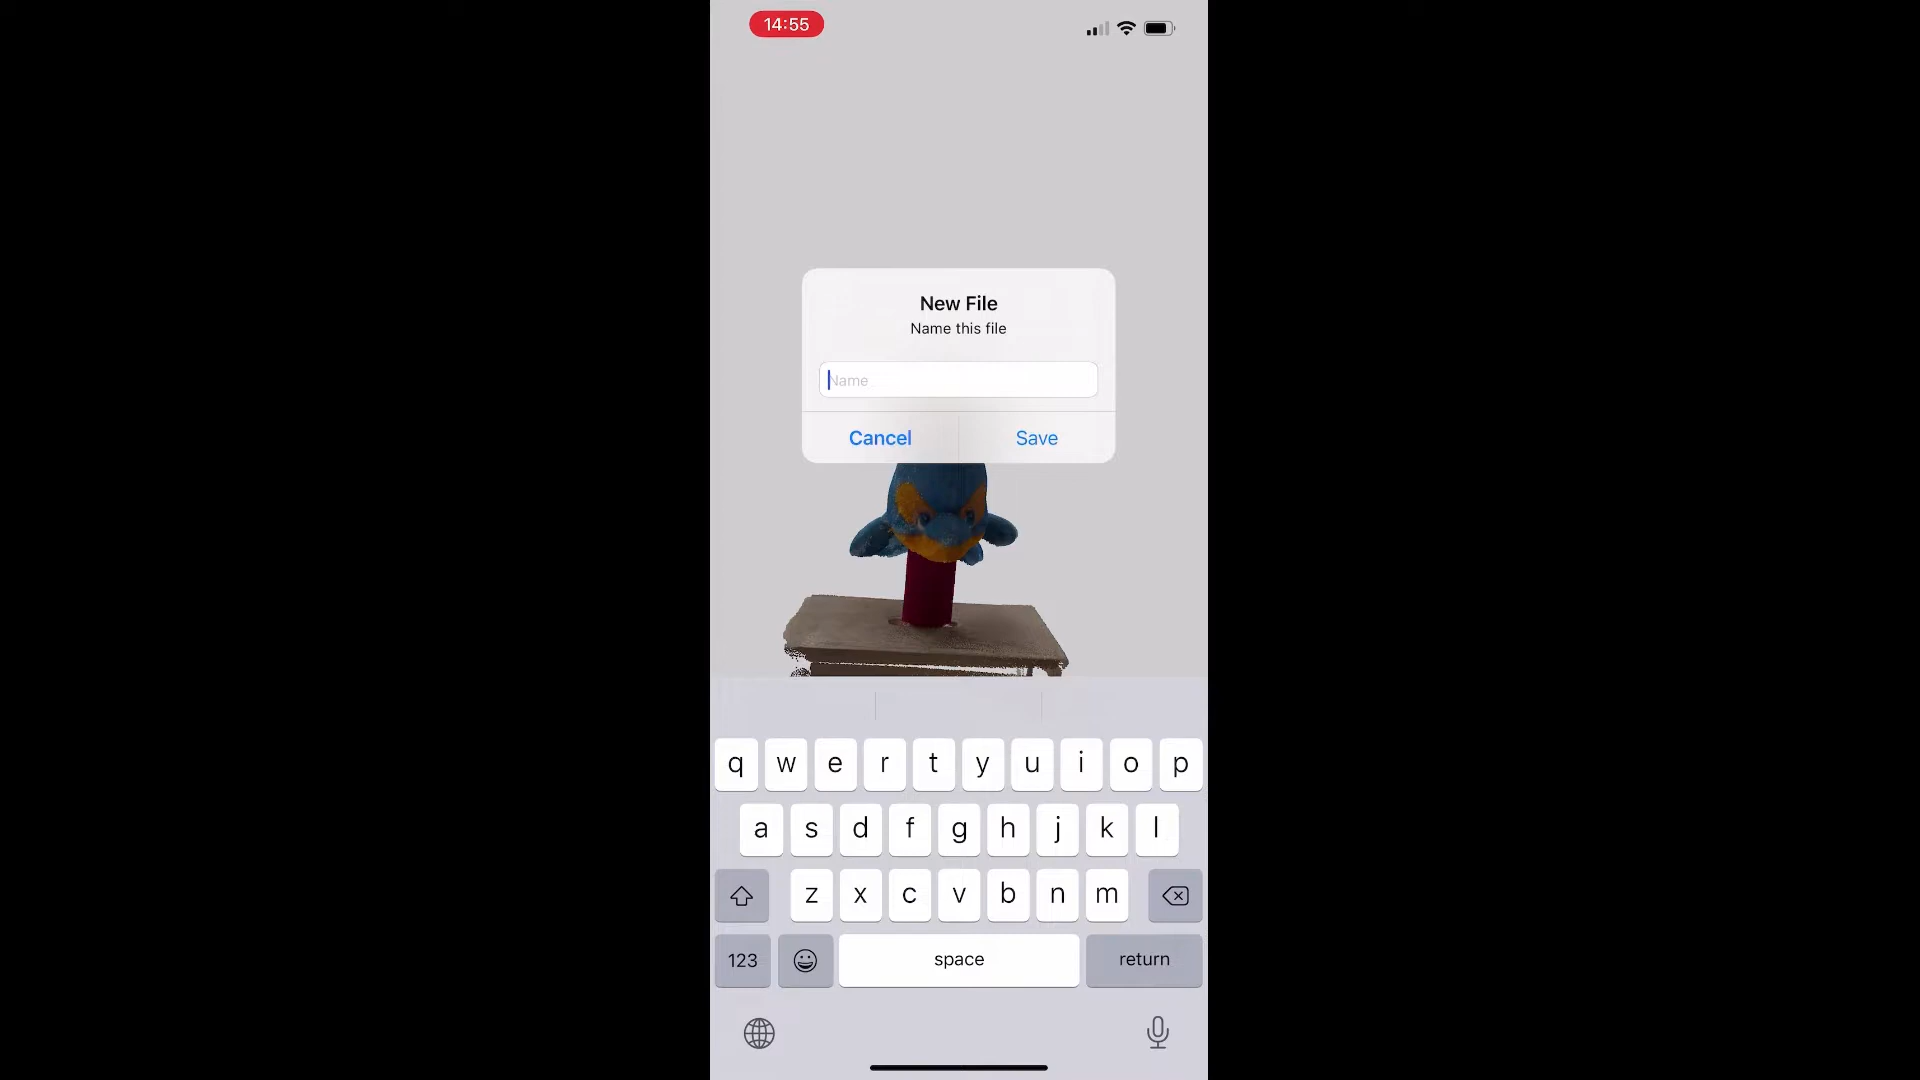 14:55
New File
Name this file
Name
Cancel
Save
q w e r t y u i o p
a s d f g h j k l
z x c v b n m
123
space
return